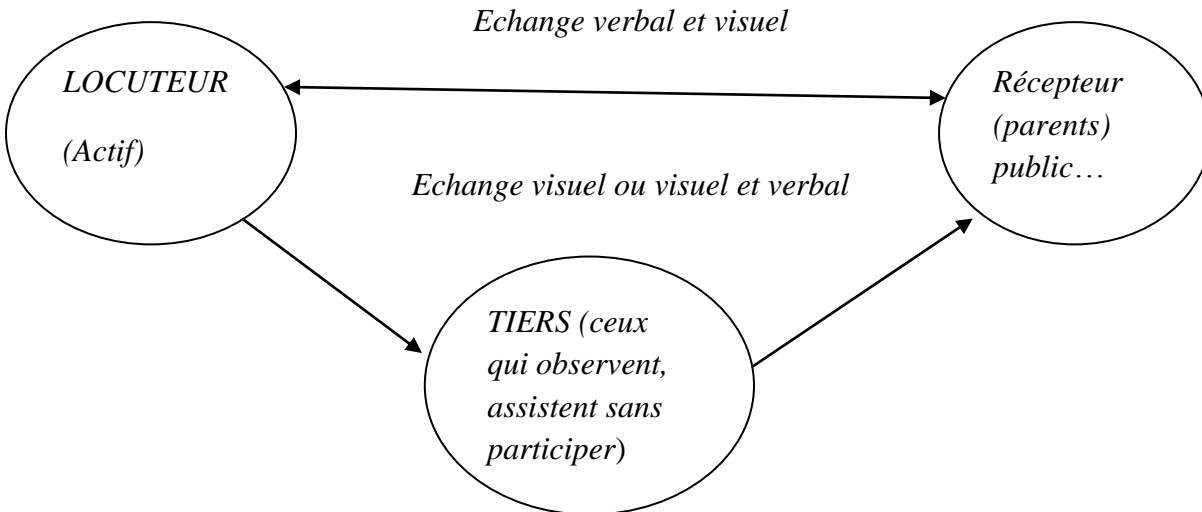 Echange verbal et visuel
LOCUTEUR
(Actif)
Récepteur
(parents)
public…
Echange visuel ou visuel et verbal
TIERS (ceux
qui observent,
assistent sans
participer)